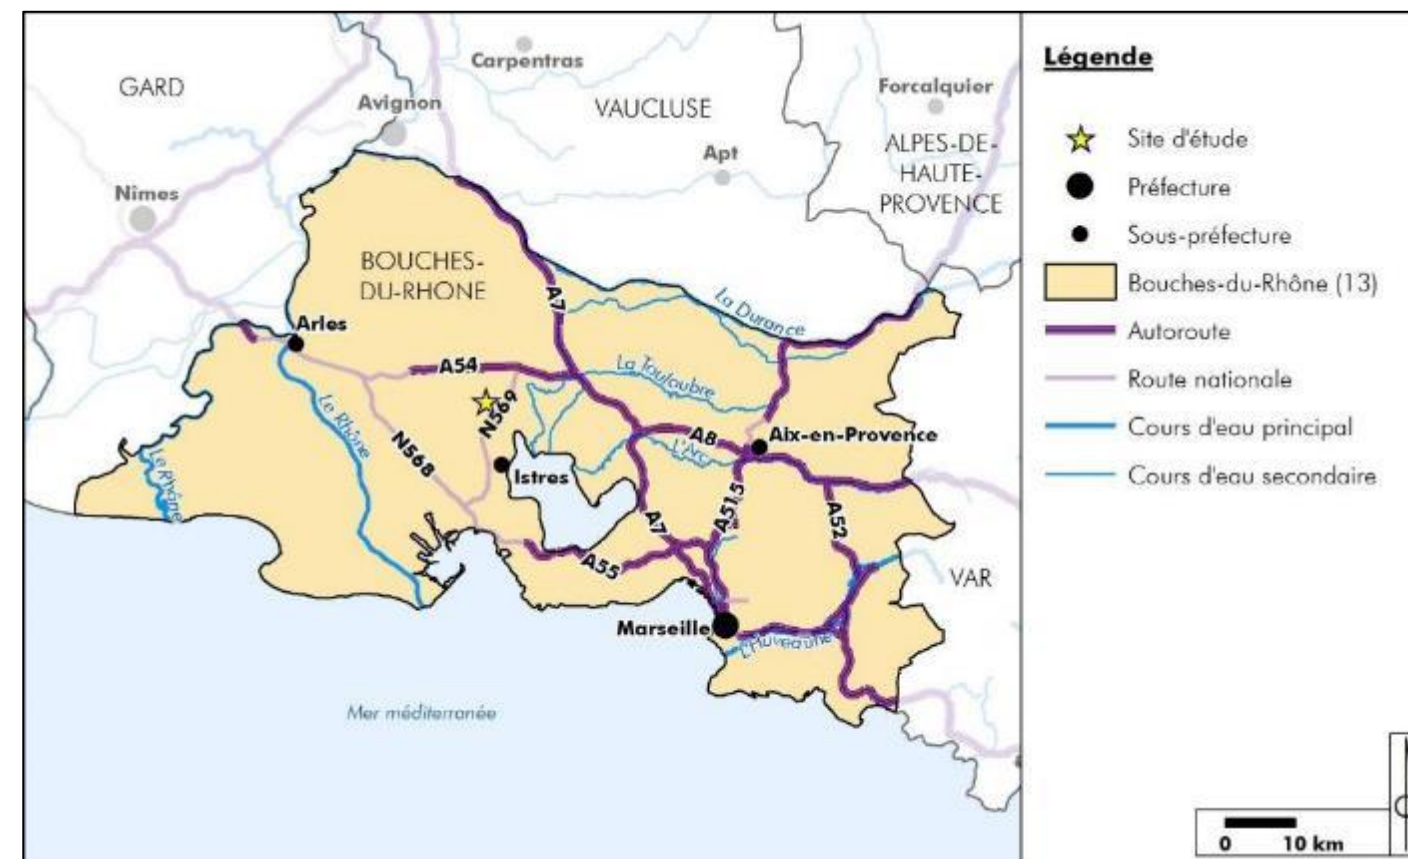 GARD
Carpentras
Avignon
VAUCLUSE
Forcalquier
ALPES-DE-
HAUTE-
PROVENCE
Apt
Nîmes
BOUCHES-
DU-RHONE
A7
La Durance
Arles
A54
La Touloubre
N569
Le Rhône
N568
A8
Aix-en-Provence
L'Arc
Istres
Le Rhône
A7
A515
A52
A55
VAR
Marseille
L'Huveaune
Mer méditerranée
Légende
Site d'étude
Préfecture
Sous-préfecture
Bouches-du-Rhône (13)
Autoroute
Route nationale
Cours d'eau principal
Cours d'eau secondaire
0 10 km